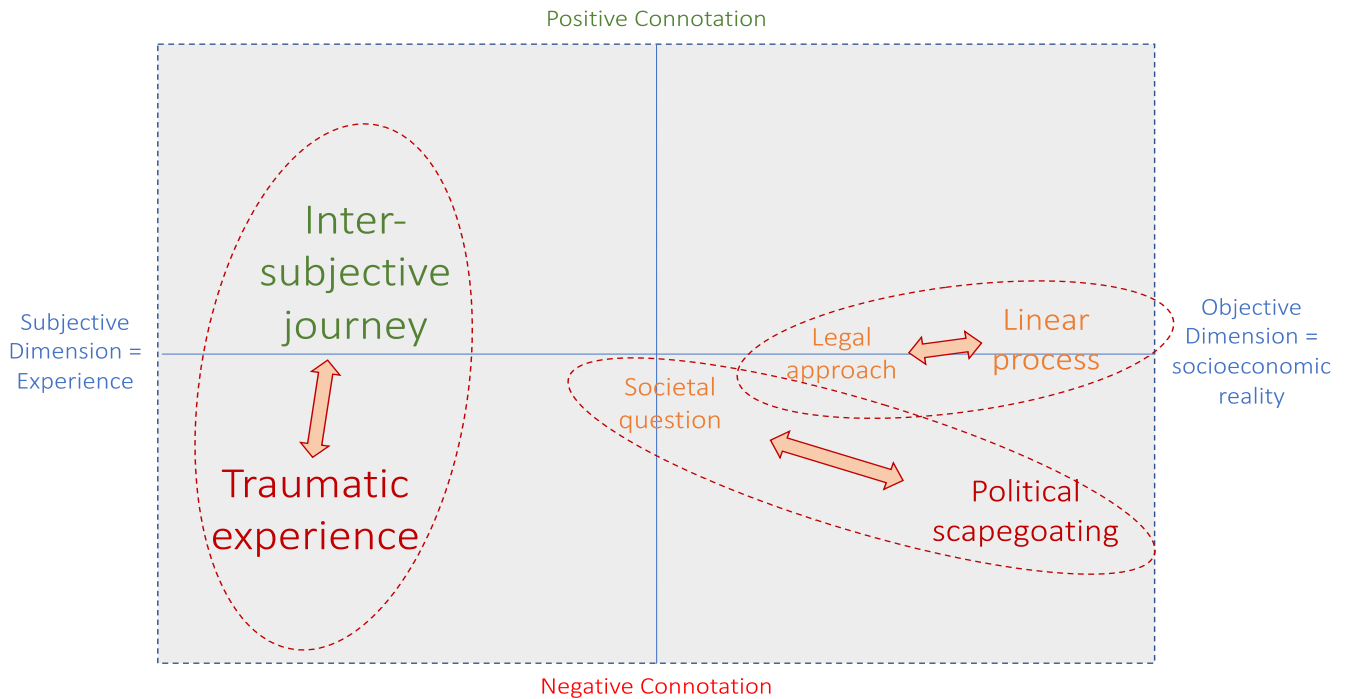 Positive Connotation
Inter-
subjective
journey
Subjective
Dimension =
Experience
Traumatic
experience
Societal
question
Legal
approach
Linear
process
Political
scapegoating
Objective
Dimension =
socioeconomic
reality
Negative Connotation